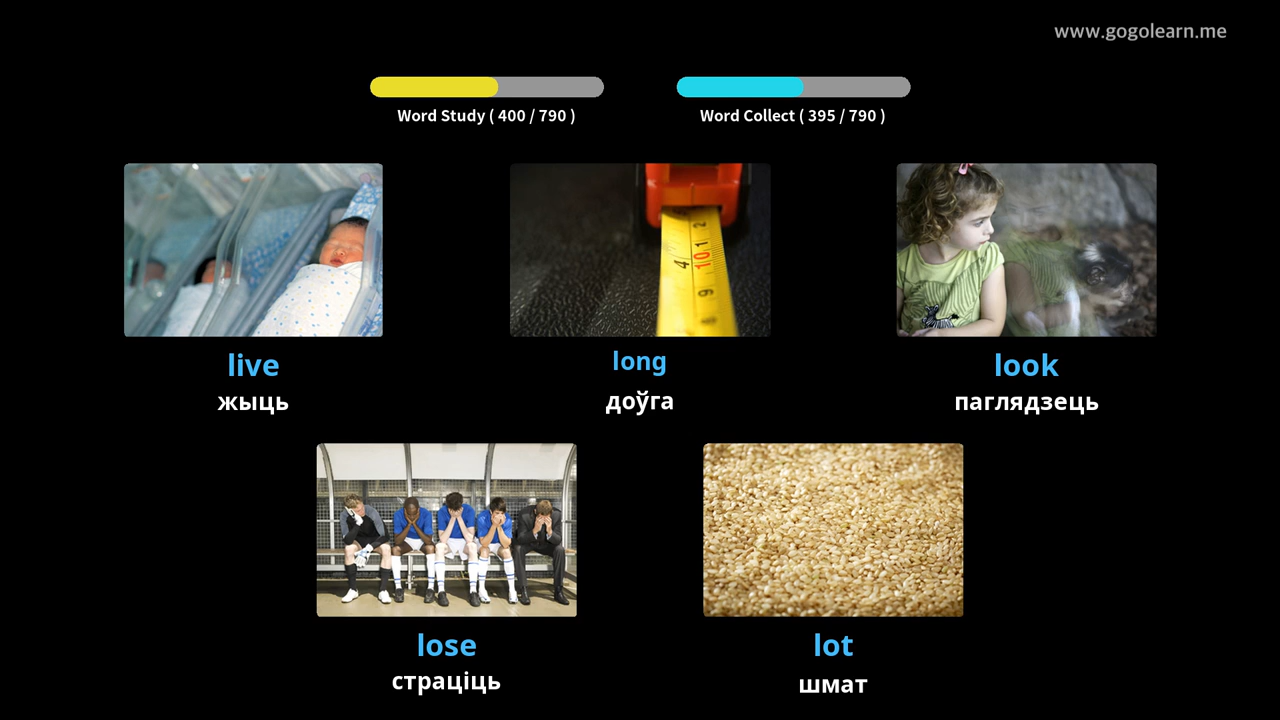 www.gogolearn.me
Word Study ( 400 / 790 )
Word Collect ( 395 / 790 )
live
жыць
long
доўга
look
паглядзець
lose
страціць
lot
шмат